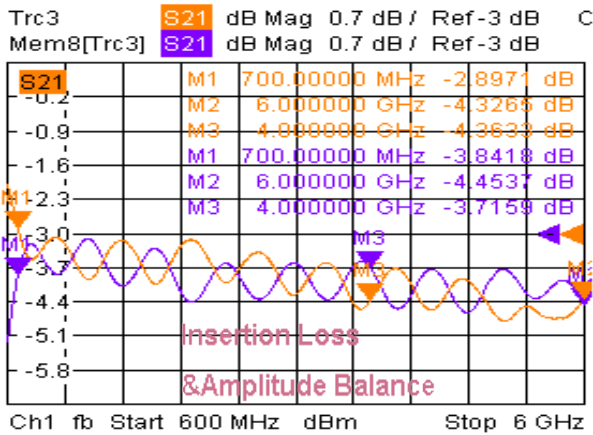 Trc3 S21 dB Mag 0.7 dB / Ref -3 dB C
Mem8[Trc3] S21 dB Mag 0.7 dB / Ref -3 dB
S21
M1 700.00000 MHz -2.8971 dB
-0.2
M2 6.000000 GHz -4.3265 dB
M3 4.000000 GHz -4.3633 dB
-0.9
M1 700.00000 MHz -3.8418 dB
-1.6
M2 6.000000 GHz -4.4537 dB
M1
-2.3
M3 4.000000 GHz -3.7159 dB
-3.0
M1
M3
-3.7
M3
-4.4
-5.1
Insertion Loss
-5.8
&Amplitude Balance
Ch1 fb Start 600 MHz dBm Stop 6 GHz